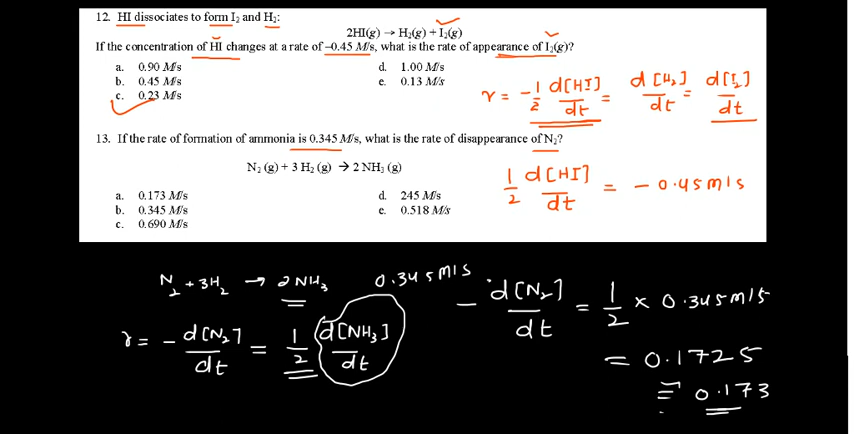 12. HI dissociates to form I₂ and H₂:
2HI(g) → H₂(g) + I₂(g)
If the concentration of HI changes at a rate of –0.45 M/s, what is the rate of appearance of I₂(g)?
a. 0.90 M/s
b. 0.45 M/s
c. 0.23 M/s
d. 1.00 M/s
e. 0.13 M/s
r = -1/2 d[HI]/dt = d[H₂]/dt = d[I₂]/dt
13. If the rate of formation of ammonia is 0.345 M/s, what is the rate of disappearance of N₂?
N₂ (g) + 3 H₂ (g) → 2 NH₃ (g)
1/2 d[HI]/dt = - 0.45 m/s
a. 0.173 M/s
b. 0.345 M/s
c. 0.690 M/s
d. 245 M/s
e. 0.518 M/s
N₂ + 3H₂ → 2NH₃ 0.345 m/s
r = - d[N₂]/dt = 1/2 d[NH₃]/dt
- d[N₂]/dt = 1/2 x 0.345 m/s
= 0.1725
= 0.173